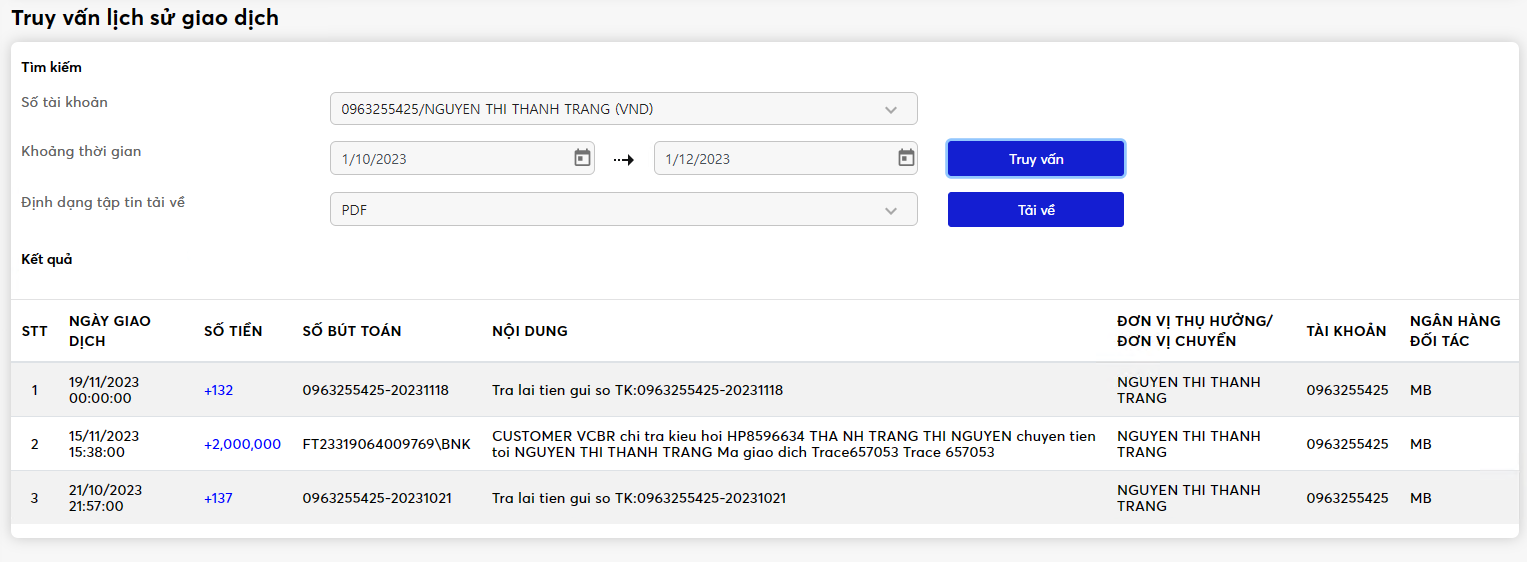 Truy vấn lịch sử giao dịch
Tìm kiếm
Số tài khoản
0963255425/NGUYEN THI THANH TRANG (VND)
Khoảng thời gian
1/10/2023
1/12/2023
Truy vấn
Định dạng tập tin tải về
PDF
Tải về
Kết quả
STT
NGÀY GIAO
DỊCH
SỐ TIỀN
SỐ BÚT TOÁN
NỘI DUNG
ĐƠN VỊ THỤ HƯỞNG/
ĐƠN VỊ CHUYỂN
TÀI KHOẢN
NGÂN HÀNG
ĐỐI TÁC
1
19/11/2023
00:00:00
+132
0963255425-20231118
Tra lai tien gui so TK:0963255425-20231118
NGUYEN THI THANH
TRANG
0963255425
MB
2
15/11/2023
15:38:00
+2,000,000
FT23319064009769\BNK
CUSTOMER VCBR chi tra kieu hoi HP8596634 THA NH TRANG THI NGUYEN chuyen tien
toi NGUYEN THI THANH TRANG Ma giao dich Trace657053 Trace 657053
NGUYEN THI THANH
TRANG
0963255425
MB
3
21/10/2023
21:57:00
+137
0963255425-20231021
Tra lai tien gui so TK:0963255425-20231021
NGUYEN THI THANH
TRANG
0963255425
MB